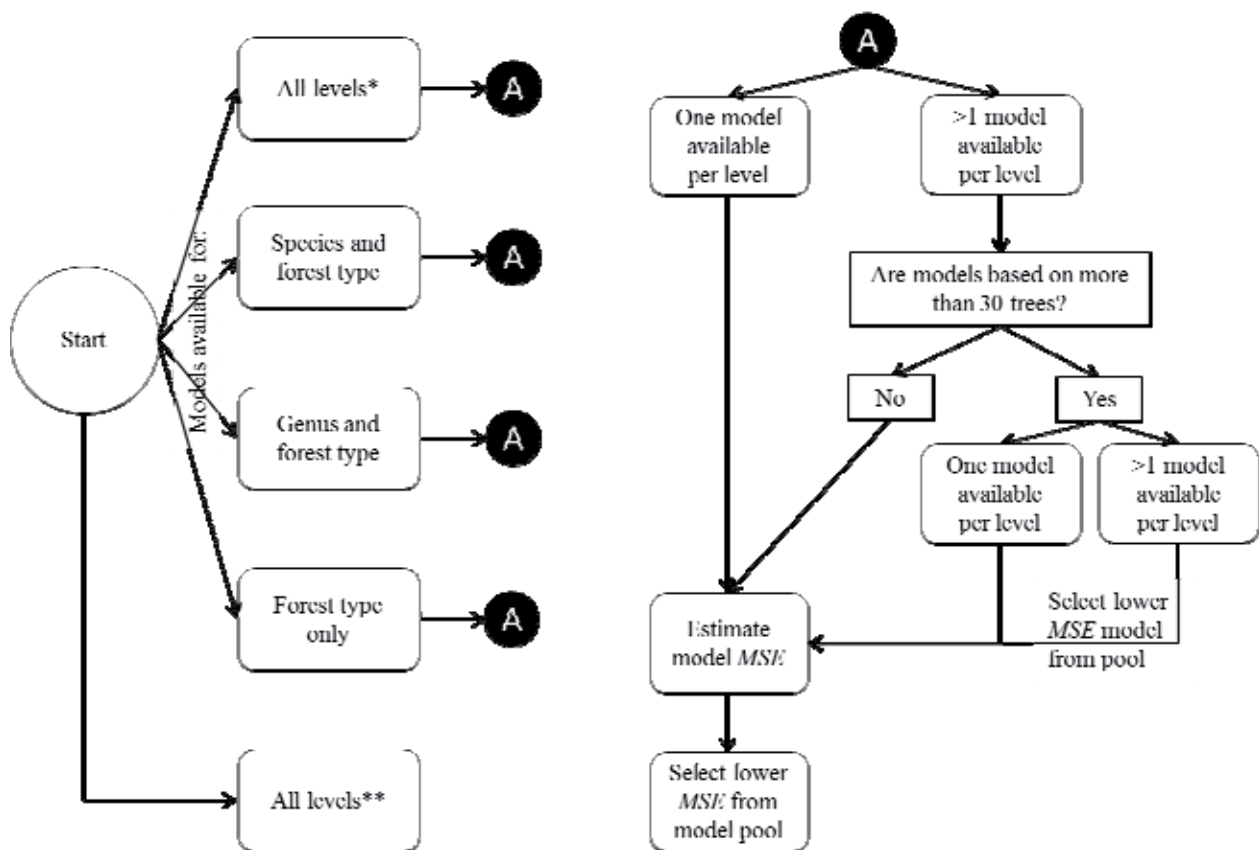 All levels*
A
Models available for:
Species and
forest type
A
Start
Genus and
forest type
A
Forest type
only
A
All levels**
A
One model
available
per level
>1 model
available
per level
Are models based on more
than 30 trees?
No
Yes
One model
available
per level
>1 model
available
per level
Select lower
MSE model
from pool
Estimate
model MSE
Select lower
MSE from
model pool